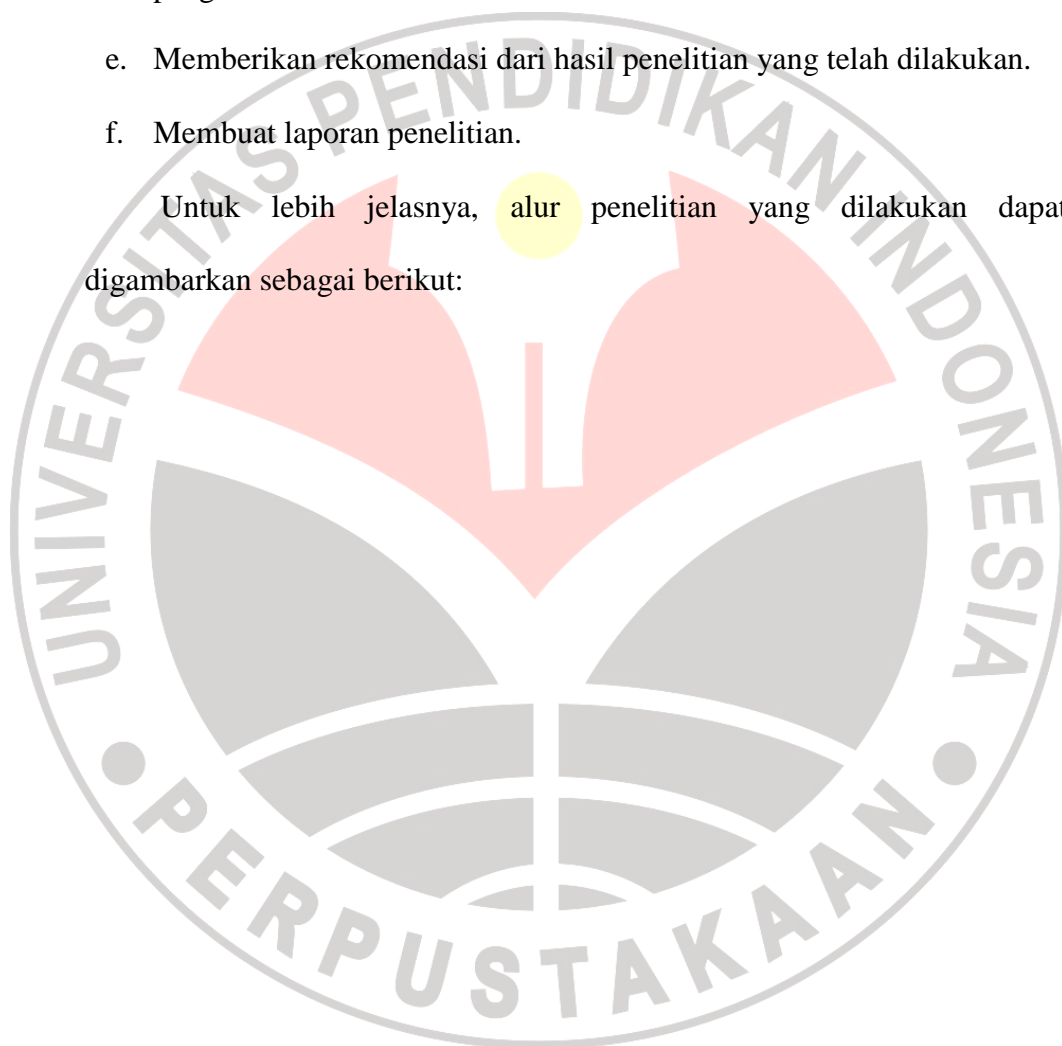 e. Memberikan rekomendasi dari hasil penelitian yang telah dilakukan.
f. Membuat laporan penelitian.
Untuk lebih jelasnya, alur penelitian yang dilakukan dapat
digambarkan sebagai berikut:
UNIVERSITAS PENDIDIKAN INDONESIA
PERPUSTAKAAN